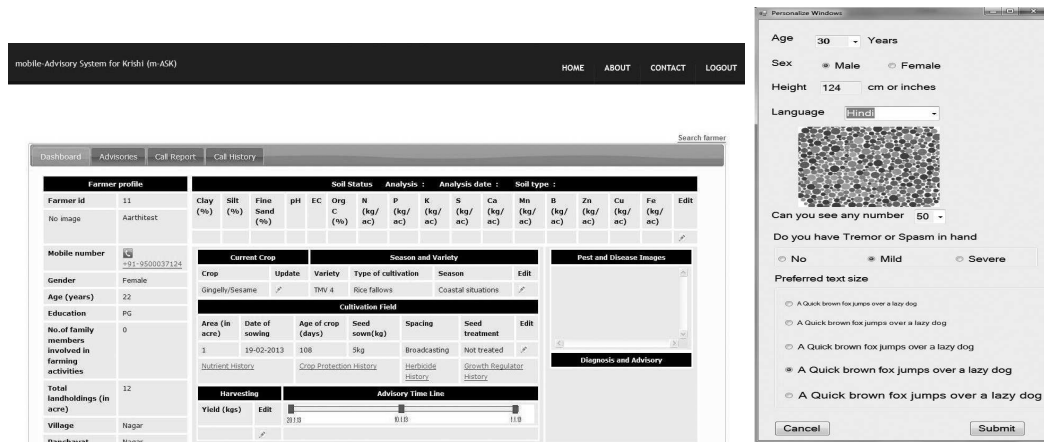 mobile-Advisory System for Krishi (m-ASK)
HOME ABOUT CONTACT LOGOUT
Search farmer
Dashboard Advisories Call Report Call History
Farmer profile
Farmer id 11
No image Aarthitest
Mobile number +91-9500037124
Gender Female
Age (years) 22
Education PG
No.of family members involved in farming activities 0
Total landholdings (in acre) 12
Village Nagar
Panchayat Nagar
Soil Status Analysis : Analysis date : Soil type :
Clay (%) Silt (%) Fine Sand (%) pH EC Org C (%) N (kg/ac) P (kg/ac) K (kg/ac) S (kg/ac) Ca (kg/ac) Mn (kg/ac) B (kg/ac) Zn (kg/ac) Cu (kg/ac) Fe (kg/ac) Edit
Current Crop Season and Variety
Crop Update Variety Type of cultivation Season Edit
Gingelly/Sesame TMV 4 Rice fallows Coastal situations
Cultivation Field
Area (in acre) Date of sowing Age of crop (days) Seed sown(kg) Spacing Seed treatment Edit
1 19-02-2013 108 5kg Broadcasting Not treated
Nutrient History Crop Protection History Herbicide History Growth Regulator History
Harvesting Advisory Time Line
Yield (kgs) Edit
10.1.13
Pest and Disease Images
Diagnosis and Advisory
Personalize Windows
Age 30 Years
Sex Male Female
Height 124 cm or inches
Language Hindi
Can you see any number 50
Do you have Tremor or Spasm in hand
No Mild Severe
Preferred text size
A Quick brown fox jumps over a lazy dog
A Quick brown fox jumps over a lazy dog
A Quick brown fox jumps over a lazy dog
A Quick brown fox jumps over a lazy dog
A Quick brown fox jumps over a lazy dog
Cancel Submit